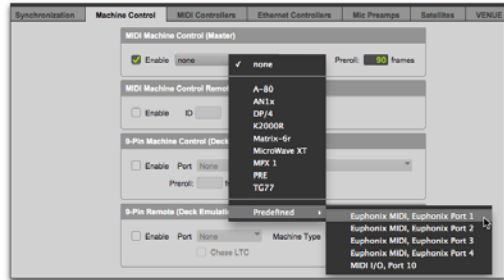 Synchronization Machine Control MIDI Controllers Ethernet Controllers Mic Preamps Satellites VENUE
MIDI Machine Control (Master)
Enable none Preroll: 90 frames
✓ none
MIDI Machine Control Remo
Enable ID
A-80
AN1x
DP/4
K2000R
Matrix-6r
MicroWave XT
MPX 1
PRE
TG77
9-Pin Machine Control (Deck
Enable Port None
Preroll:
Predefined
9-Pin Remote (Deck Emulati
Enable Port None Machine Type
Chase LTC
Euphonix MIDI, Euphonix Port 1
Euphonix MIDI, Euphonix Port 2
Euphonix MIDI, Euphonix Port 3
Euphonix MIDI, Euphonix Port 4
MIDI I/O, Port 10